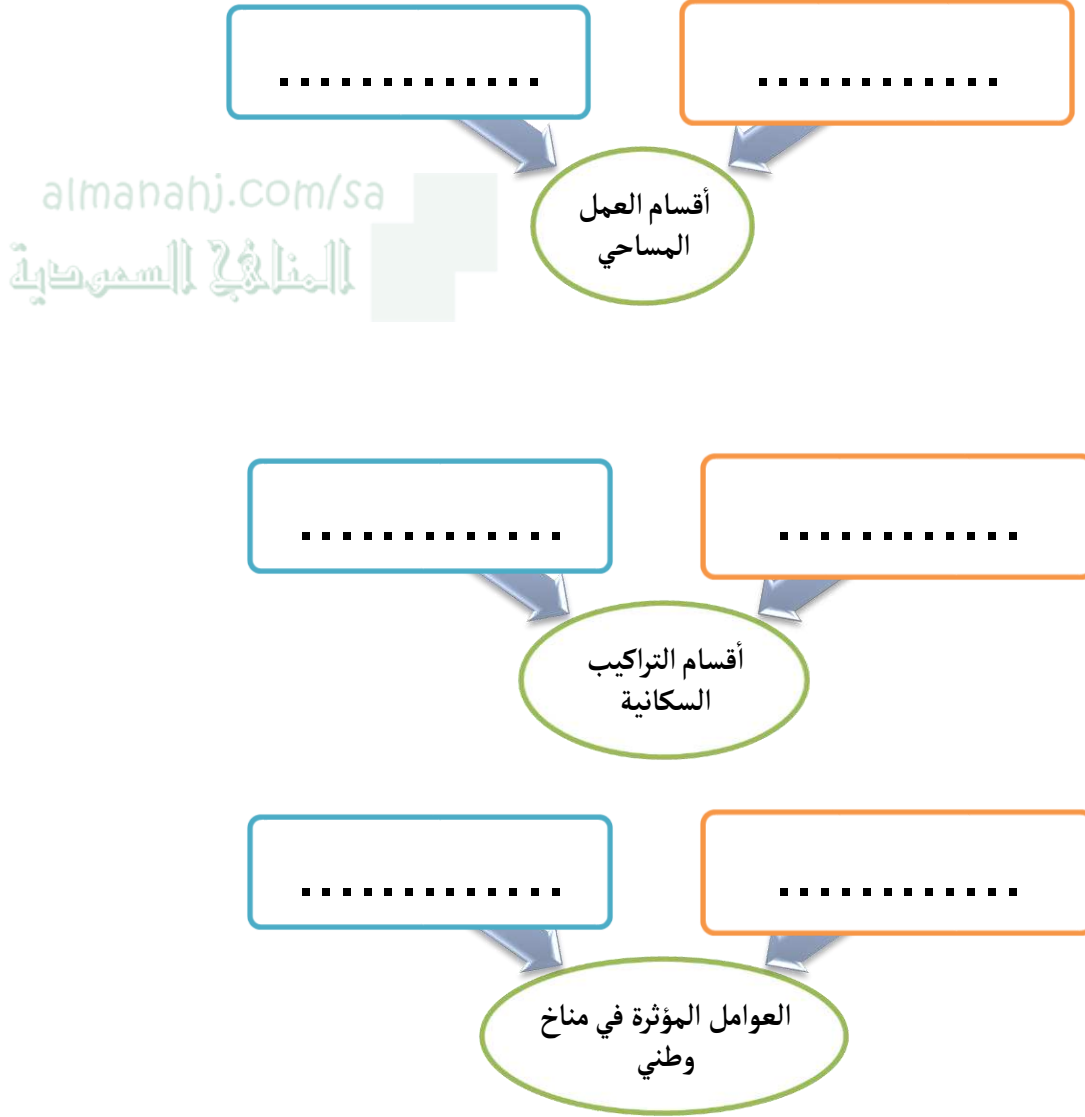 ............ .............
أقسام العمل
المساحي
almanahj.com/sa
المناهج السعودية
............ .............
أقسام التراكيب
السكانية
............ .............
العوامل المؤثرة في مناخ
وطني